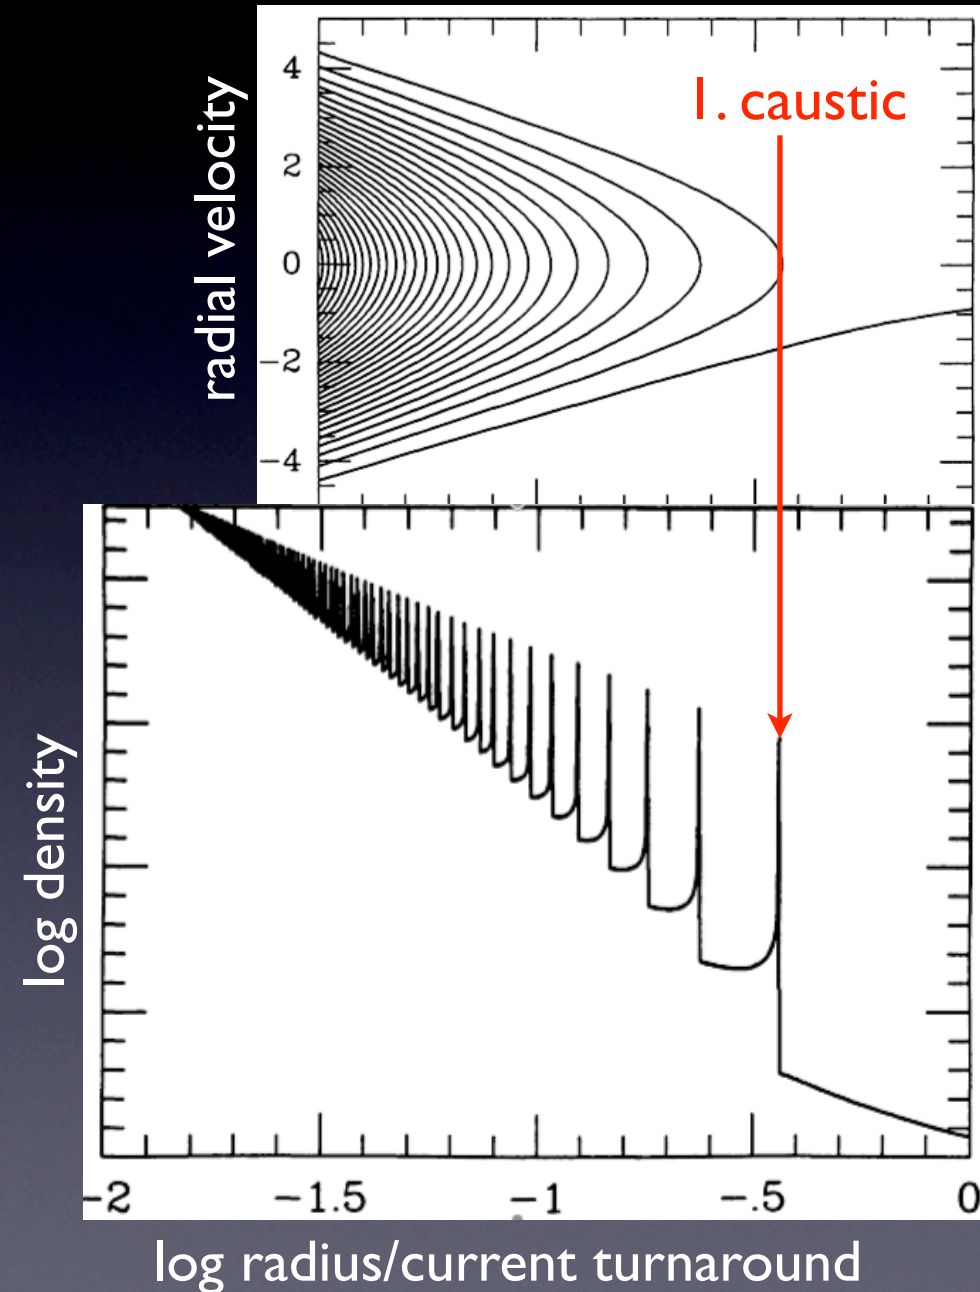 radial velocity
4
2
0
−2
−4
1. caustic
log density
−2
−1.5
−1
−.5
0
log radius/current turnaround